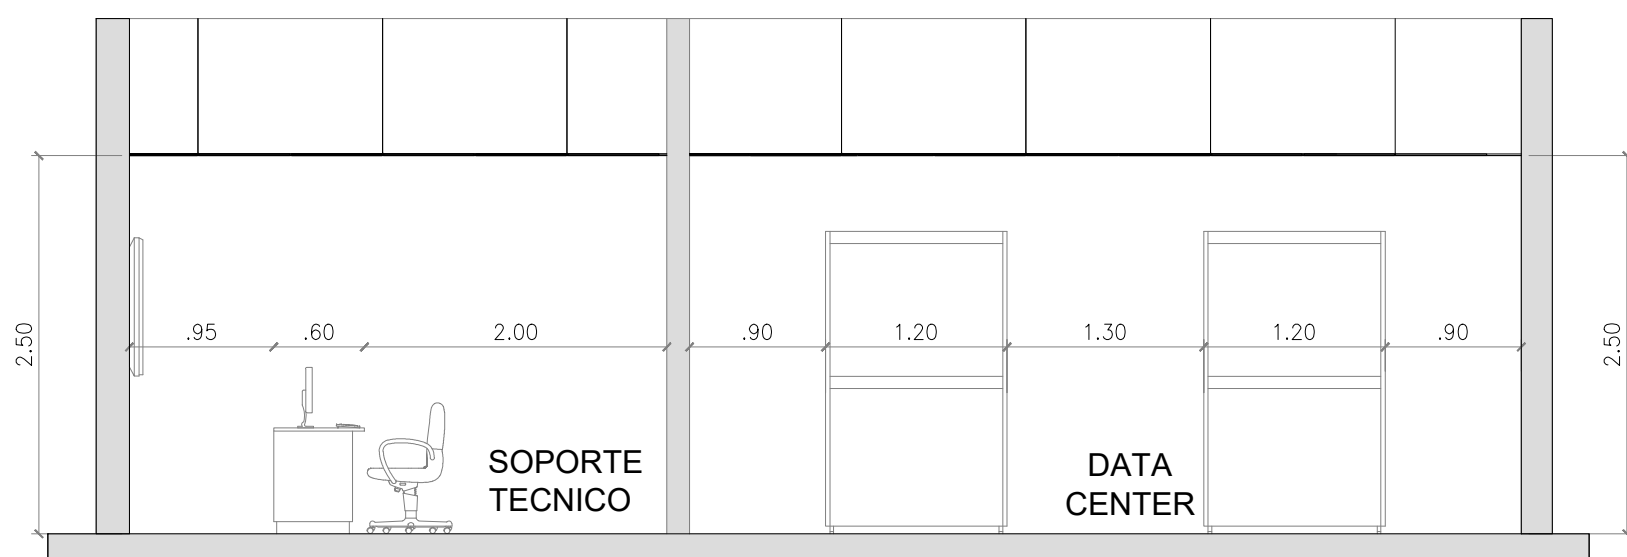 2.50
.95
.60
2.00
.90
1.20
1.30
1.20
.90
2.50
SOPORTE
TECNICO
DATA
CENTER